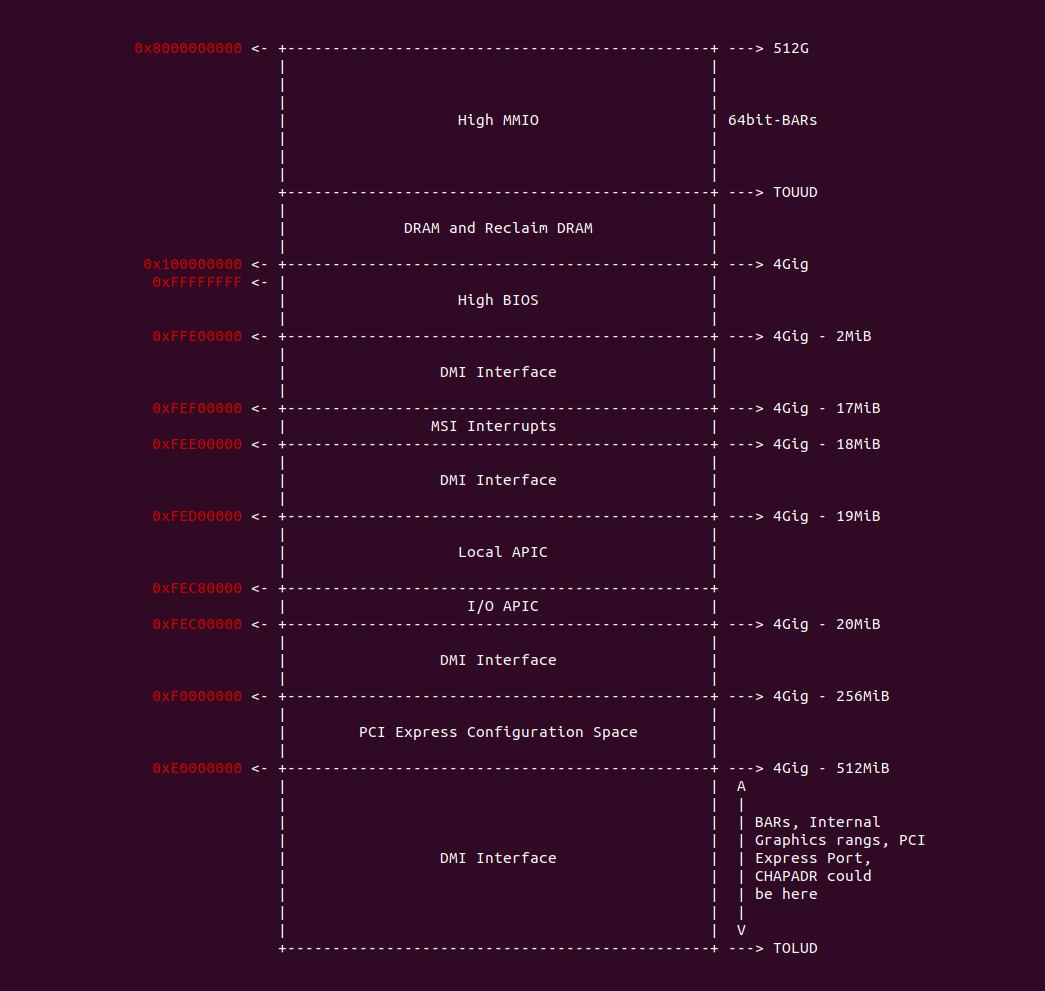 0x8000000000 <- +-----------------------------------------------+ ---> 512G
| |
| |
| |
| High MMIO | 64bit-BARs
| |
| |
| |
+-----------------------------------------------+ ---> TOUUD
| |
| DRAM and Reclaim DRAM |
| |
0x100000000 <- +-----------------------------------------------+ ---> 4Gig
0xFFFFFFFF <- | |
| High BIOS |
| |
0xFFE00000 <- +-----------------------------------------------+ ---> 4Gig - 2MiB
| |
| DMI Interface |
| |
0xFEF00000 <- +-----------------------------------------------+ ---> 4Gig - 17MiB
| MSI Interrupts |
0xFEE00000 <- +-----------------------------------------------+ ---> 4Gig - 18MiB
| |
| DMI Interface |
| |
0xFED00000 <- +-----------------------------------------------+ ---> 4Gig - 19MiB
| |
| Local APIC |
| |
0xFEC80000 <- +-----------------------------------------------+
| I/O APIC |
0xFEC00000 <- +-----------------------------------------------+ ---> 4Gig - 20MiB
| |
| DMI Interface |
| |
0xF0000000 <- +-----------------------------------------------+ ---> 4Gig - 256MiB
| |
| PCI Express Configuration Space |
| |
0xE0000000 <- +-----------------------------------------------+ ---> 4Gig - 512MiB
| | A
| | |
| | | BARs, Internal
| | | Graphics rangs, PCI
| DMI Interface | | Express Port,
| | | CHAPADR could
| | | be here
| | |
| | V
+-----------------------------------------------+ ---> TOLUD